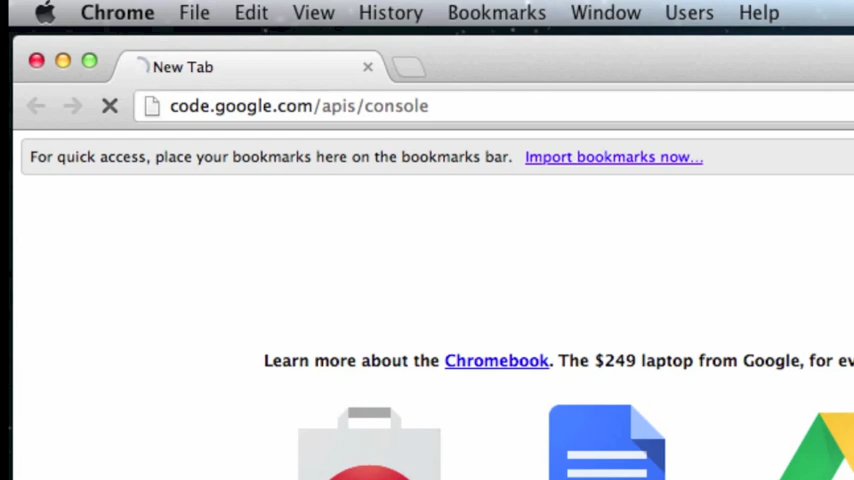 Chrome File Edit View History Bookmarks Window Users Help
New Tab
code.google.com/apis/console
For quick access, place your bookmarks here on the bookmarks bar. Import bookmarks now...
Learn more about the Chromebook. The $249 laptop from Google, for